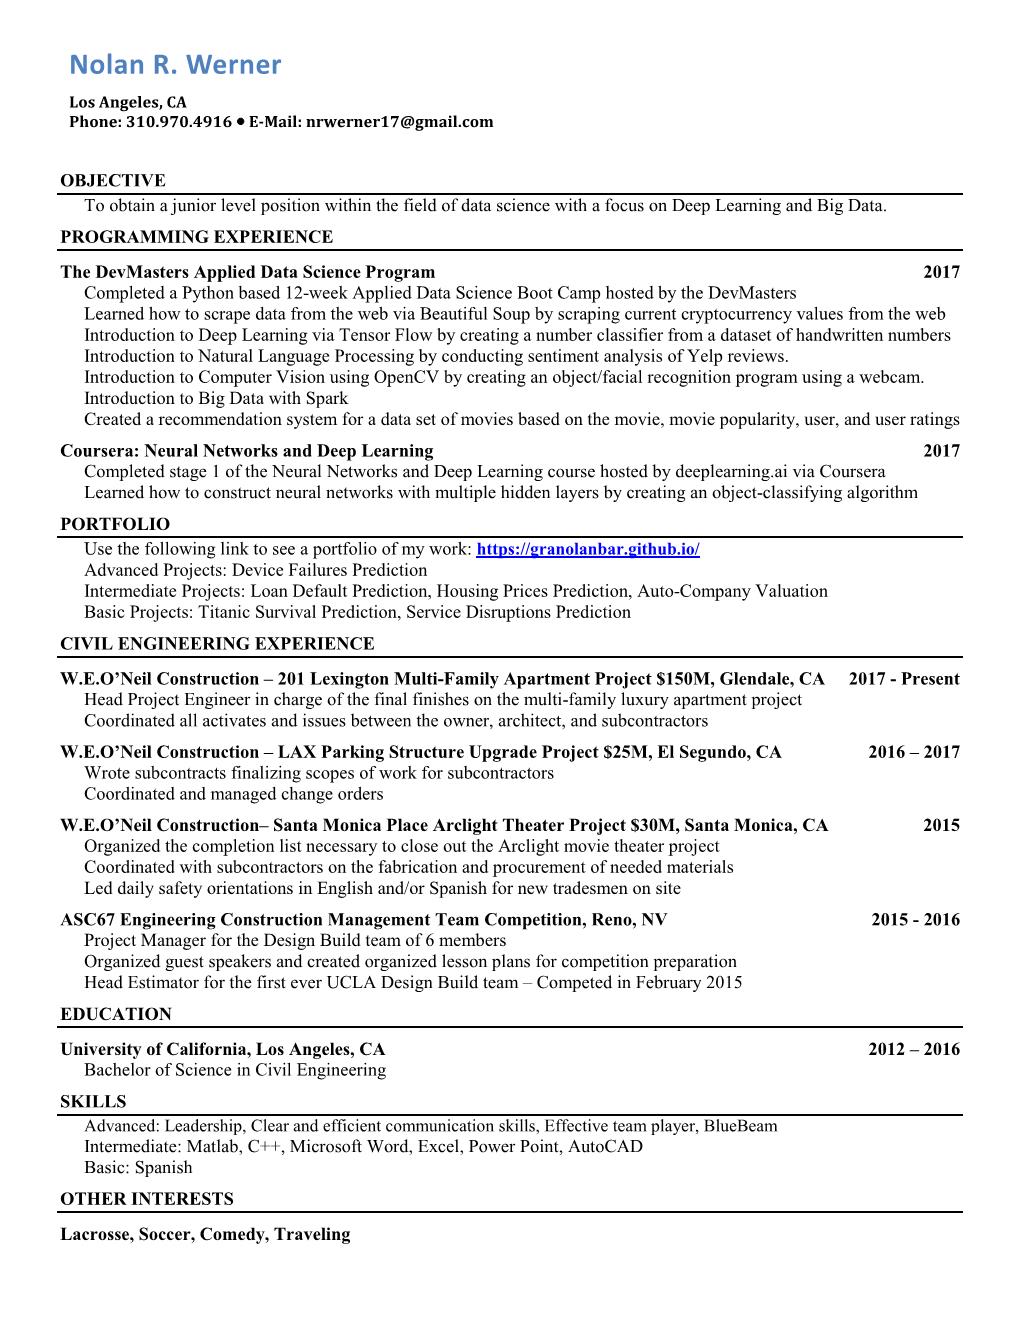 Nolan R. Werner
Los Angeles, CA
Phone: 310.970.4916 • E-Mail: nrwerner17@gmail.com
OBJECTIVE
To obtain a junior level position within the field of data science with a focus on Deep Learning and Big Data.
PROGRAMMING EXPERIENCE
The DevMasters Applied Data Science Program 2017
Completed a Python based 12-week Applied Data Science Boot Camp hosted by the DevMasters
Learned how to scrape data from the web via Beautiful Soup by scraping current cryptocurrency values from the web
Introduction to Deep Learning via Tensor Flow by creating a number classifier from a dataset of handwritten numbers
Introduction to Natural Language Processing by conducting sentiment analysis of Yelp reviews.
Introduction to Computer Vision using OpenCV by creating an object/facial recognition program using a webcam.
Introduction to Big Data with Spark
Created a recommendation system for a data set of movies based on the movie, movie popularity, user, and user ratings
Coursera: Neural Networks and Deep Learning 2017
Completed stage 1 of the Neural Networks and Deep Learning course hosted by deeplearning.ai via Coursera
Learned how to construct neural networks with multiple hidden layers by creating an object-classifying algorithm
PORTFOLIO
Use the following link to see a portfolio of my work: https://granolanbar.github.io/
Advanced Projects: Device Failures Prediction
Intermediate Projects: Loan Default Prediction, Housing Prices Prediction, Auto-Company Valuation
Basic Projects: Titanic Survival Prediction, Service Disruptions Prediction
CIVIL ENGINEERING EXPERIENCE
W.E.O’Neil Construction – 201 Lexington Multi-Family Apartment Project $150M, Glendale, CA 2017 - Present
Head Project Engineer in charge of the final finishes on the multi-family luxury apartment project
Coordinated all activates and issues between the owner, architect, and subcontractors
W.E.O’Neil Construction – LAX Parking Structure Upgrade Project $25M, El Segundo, CA 2016 – 2017
Wrote subcontracts finalizing scopes of work for subcontractors
Coordinated and managed change orders
W.E.O’Neil Construction– Santa Monica Place Arclight Theater Project $30M, Santa Monica, CA 2015
Organized the completion list necessary to close out the Arclight movie theater project
Coordinated with subcontractors on the fabrication and procurement of needed materials
Led daily safety orientations in English and/or Spanish for new tradesmen on site
ASC67 Engineering Construction Management Team Competition, Reno, NV 2015 - 2016
Project Manager for the Design Build team of 6 members
Organized guest speakers and created organized lesson plans for competition preparation
Head Estimator for the first ever UCLA Design Build team – Competed in February 2015
EDUCATION
University of California, Los Angeles, CA 2012 – 2016
Bachelor of Science in Civil Engineering
SKILLS
Advanced: Leadership, Clear and efficient communication skills, Effective team player, BlueBeam
Intermediate: Matlab, C++, Microsoft Word, Excel, Power Point, AutoCAD
Basic: Spanish
OTHER INTERESTS
Lacrosse, Soccer, Comedy, Traveling